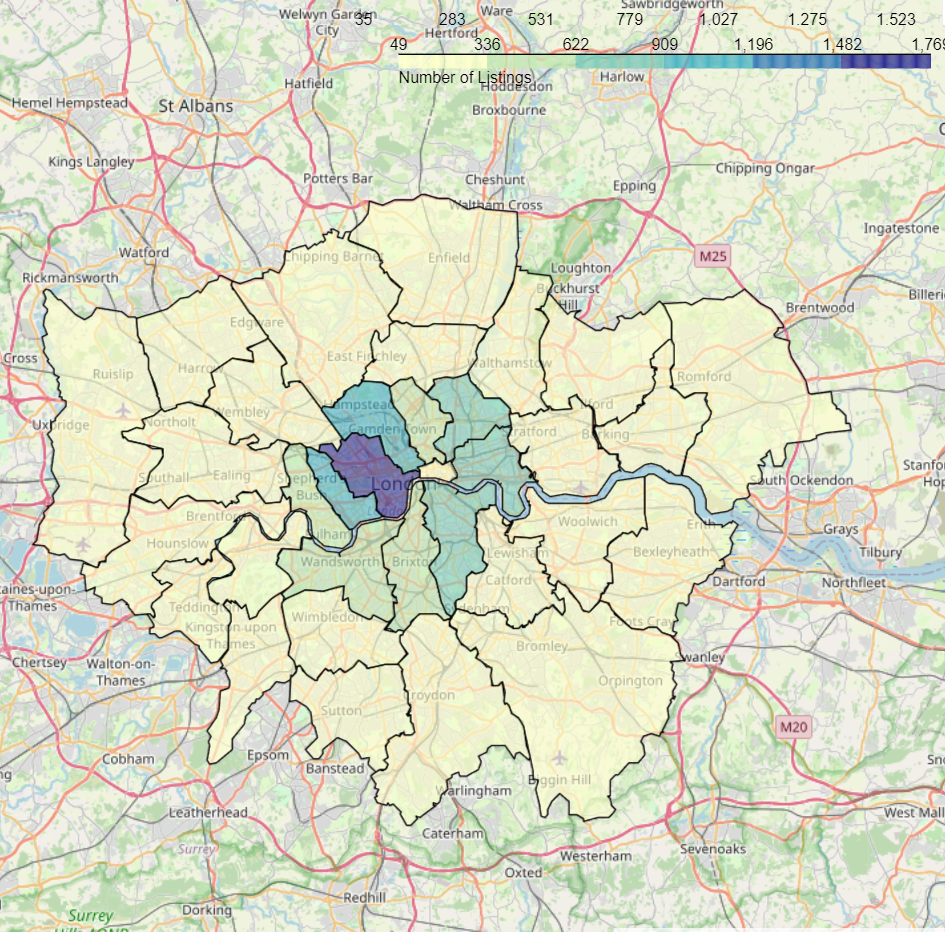 Welwyn Garden
City
Ware
Sawbridgeworth
35 283 531 779 1.027 1.275 1.523
Hertford
49 336 622 909 1,196 1,482 1,769
Number of Listings
Hatfield
Hoddesdon
Harlow
Hemel Hempstead
St Albans
Broxbourne
Kings Langley
Chipping Ongar
Potters Bar
Cheshunt
Epping
Waltham Cross
Ingatestone
Watford
Chipping Barnet
Enfield
M25
Rickmansworth
Loughton
Buckhurst
Hill
Brentwood
Edgware
Cross
East Finchley
Walthamstow
Ruislip
Harrow
Romford
Hampstead
Ilford
Uxbridge
Northolt
Wembley
Camden Town
Stratford
Barking
Southall
Ealing
Shepherd's
Bush
South Ockendon
Brentford
Woolwich
Erith
Grays
Hounslow
Fulham
Tilbury
Wandsworth
Brixton
Lewisham
Bexleyheath
Catford
Dartford
Northfleet
Staines-upon-
Thames
Teddington
Sydenham
Kingston upon
Thames
Wimbledon
Foots Cray
Bromley
Chertsey
Walton-on-
Thames
Swanley
Orpington
Croydon
Sutton
M20
Cobham
Epsom
Banstead
Biggin Hill
Warlingham
Leatherhead
West Mall
Caterham
Surrey
Westerham
Sevenoaks
Oxted
Redhill
Dorking
Surrey
Hills AONB